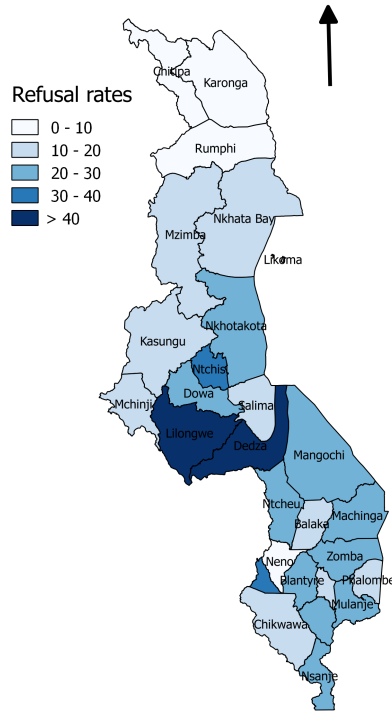 Chitipa
Karonga
Refusal rates
0 - 10
10 - 20
20 - 30
30 - 40
> 40
Rumphi
Nkhata Bay
Mzimba
Likoma
Nkhotakota
Kasungu
Ntchisi
Dowa
Mchinji
Salima
Lilongwe
Dedza
Mangochi
Ntcheu
Machinga
Balaka
Zomba
Neno
Blantyre
Phalombe
Mulanje
Chikwawa
Nsanje